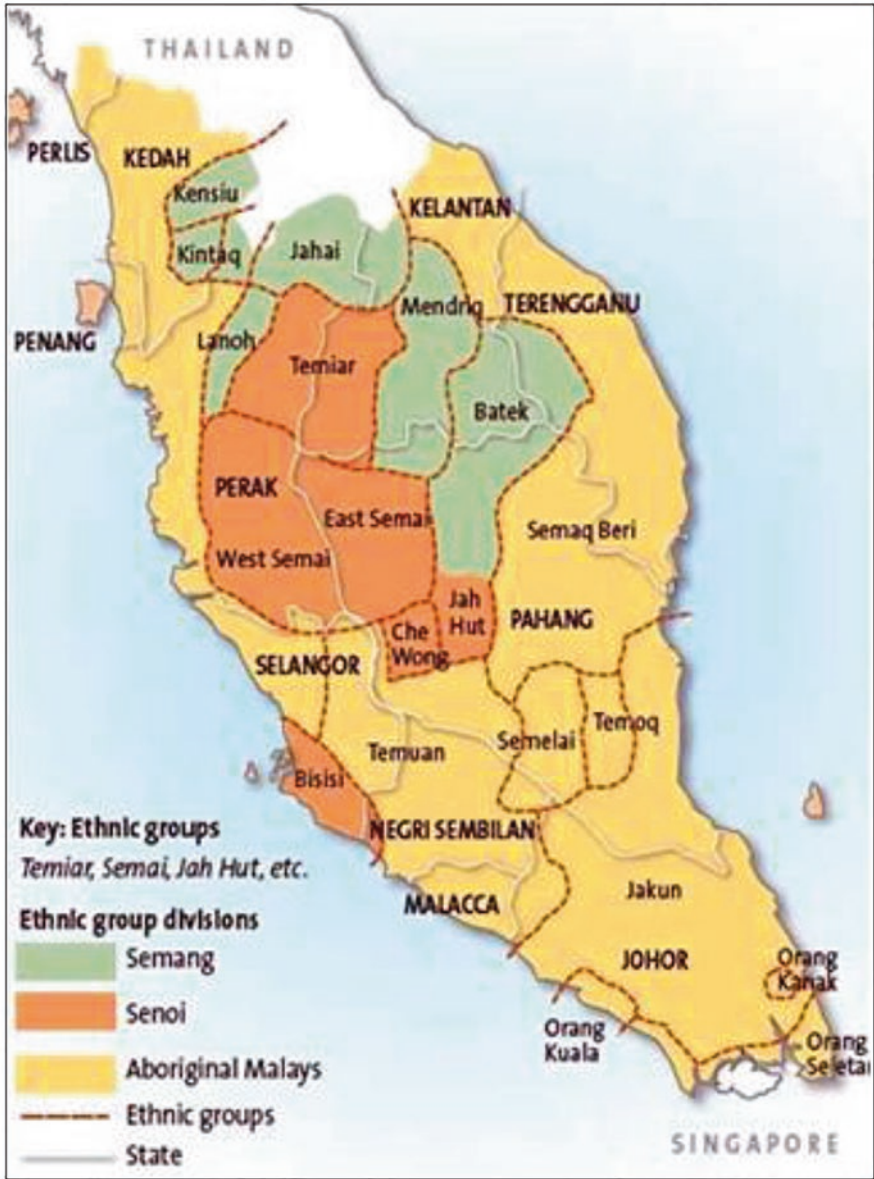 THAILAND
PERLIS
KEDAH
Kensiu
KELANTAN
Kintaq
Jahai
Mendriq
TERENGGANU
PENANG
Lanoh
Temiar
Batek
PERAK
East Semai
Semaq Beri
West Semai
Jah
Hut
PAHANG
Che
Wong
SELANGOR
Temoq
Semelai
Temuan
Bisisi
Key: Ethnic groups
NEGRI SEMBILAN
Temiar, Semai, Jah Hut, etc.
Jakun
MALACCA
Ethnic group divisions
Semang
JOHOR
Orang
Kanak
Senoi
Orang
Kuala
Orang
Seletar
Aboriginal Malays
Ethnic groups
State
SINGAPORE